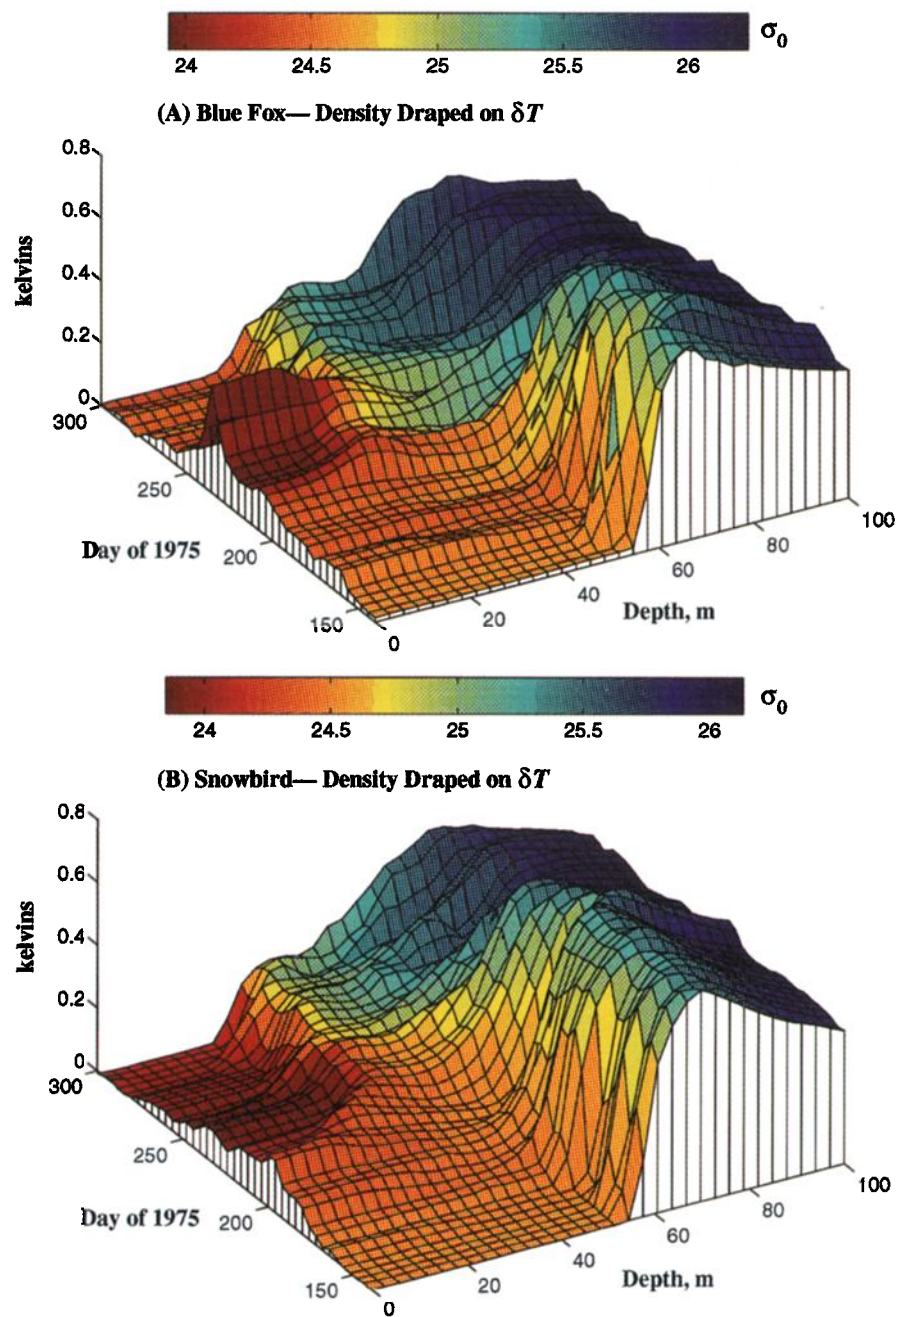 σ₀
24 24.5 25 25.5 26
(A) Blue Fox— Density Draped on δT
0.8
0.6
0.4
0.2
0
kelvins
300
250
200
150
Day of 1975
0
20
40
60
80
100
Depth, m
σ₀
24 24.5 25 25.5 26
(B) Snowbird— Density Draped on δT
0.8
0.6
0.4
0.2
0
kelvins
300
250
200
150
Day of 1975
0
20
40
60
80
100
Depth, m